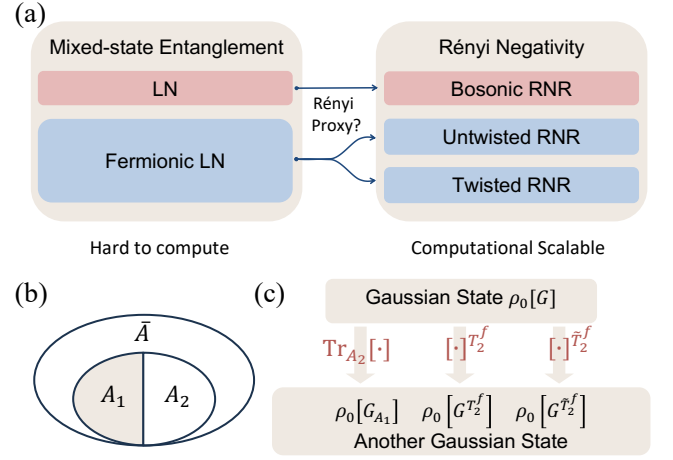 (a)
Mixed-state Entanglement
LN
Fermionic LN
Hard to compute
Rényi
Proxy?
Rényi Negativity
Bosonic RNR
Untwisted RNR
Twisted RNR
Computational Scalable
(b)
Ā
A₁ A₂
(c)
Gaussian State ρ₀[G]
Tr_{A₂}[·] [·]^{T₂^f} [·]^{T̃₂^f}
ρ₀[G_{A₁}] ρ₀[G^{T₂^f}] ρ₀[G^{T̃₂^f}]
Another Gaussian State